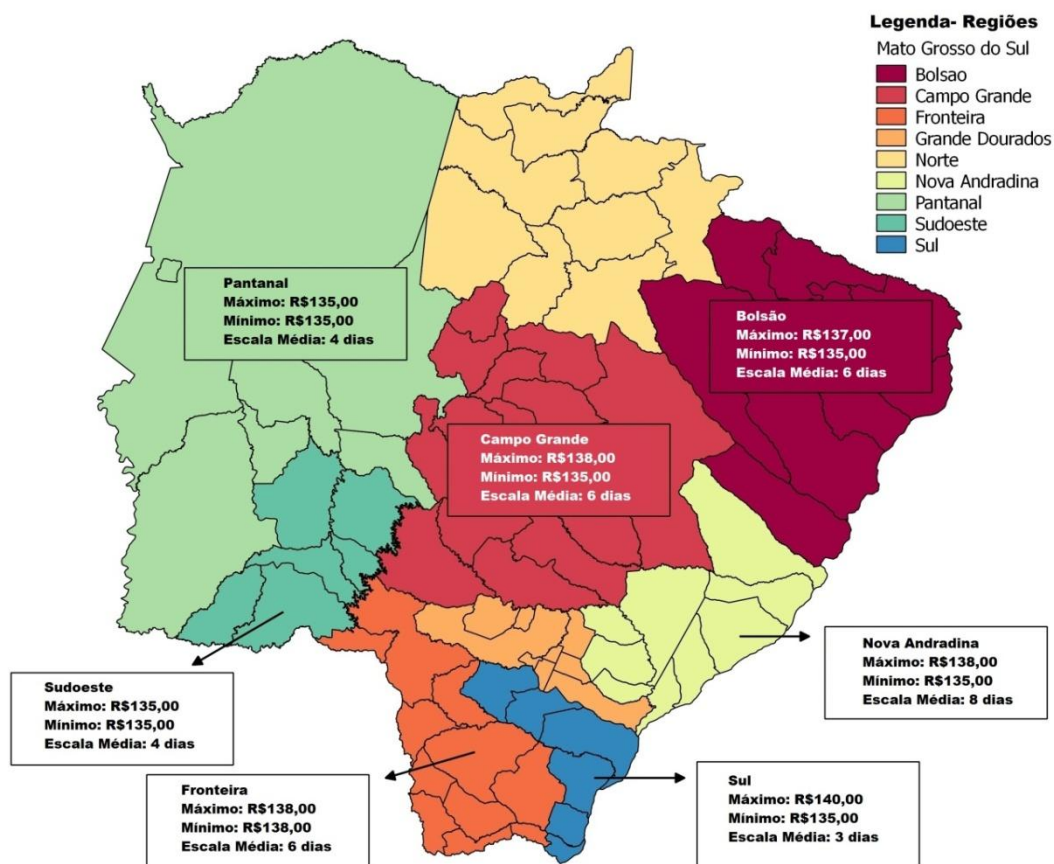 Legenda- Regiões
Mato Grosso do Sul
Bolsao
Campo Grande
Fronteira
Grande Dourados
Norte
Nova Andradina
Pantanal
Sudoeste
Sul
Pantanal
Máximo: R$135,00
Mínimo: R$135,00
Escala Média: 4 dias
Bolsão
Máximo: R$137,00
Mínimo: R$135,00
Escala Média: 6 dias
Campo Grande
Máximo: R$138,00
Mínimo: R$135,00
Escala Média: 6 dias
Nova Andradina
Máximo: R$138,00
Mínimo: R$135,00
Escala Média: 8 dias
Sudoeste
Máximo: R$135,00
Mínimo: R$135,00
Escala Média: 4 dias
Fronteira
Máximo: R$138,00
Mínimo: R$138,00
Escala Média: 6 dias
Sul
Máximo: R$140,00
Mínimo: R$135,00
Escala Média: 3 dias